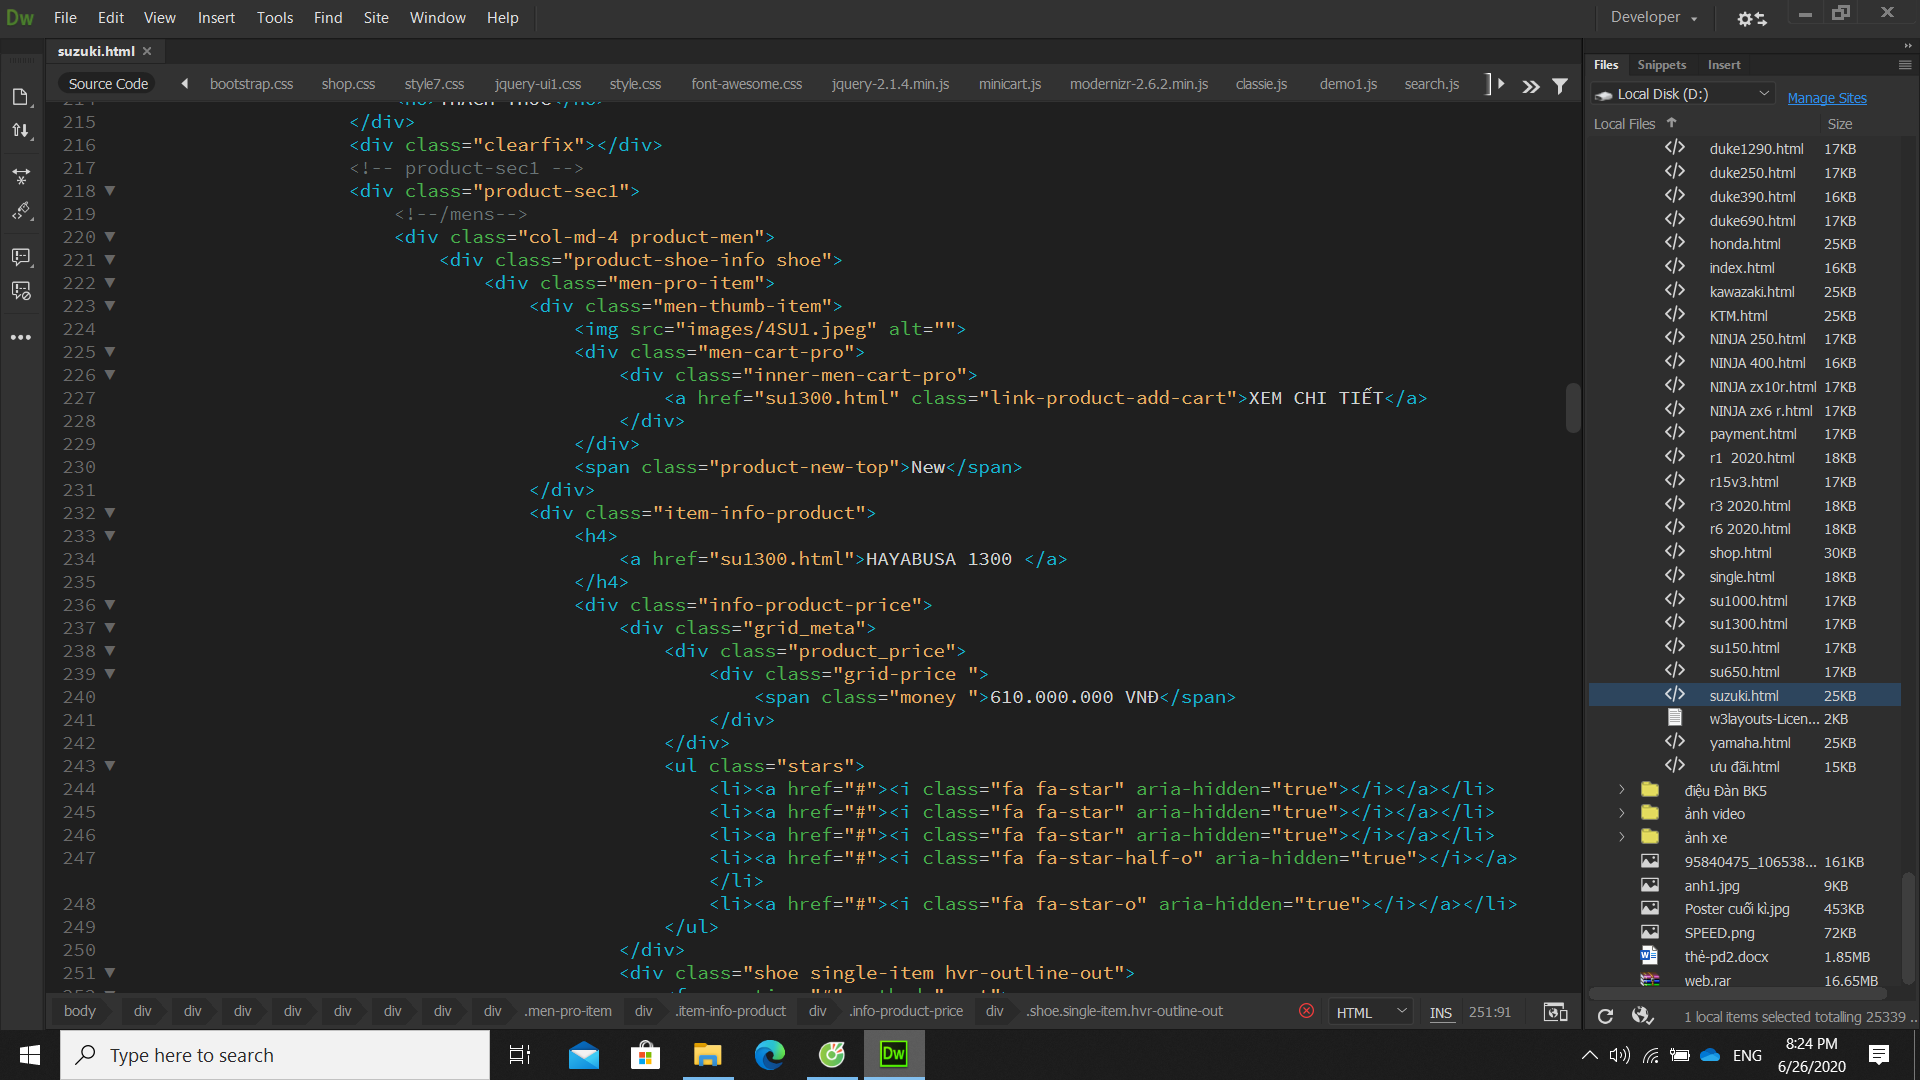 Dw File Edit View Insert Tools Find Site Window Help Developer
suzuki.html
Source Code bootstrap.css shop.css style7.css jquery-ui1.css style.css font-awesome.css jquery-2.1.4.min.js minicart.js modernizr-2.6.2.min.js classie.js demo1.js search.js
215 </div>
216 <div class="clearfix"></div>
217 <!-- product-sec1 -->
218 <div class="product-sec1">
219 <!--/mens-->
220 <div class="col-md-4 product-men">
221 <div class="product-shoe-info shoe">
222 <div class="men-pro-item">
223 <div class="men-thumb-item">
224 <img src="images/4SU1.jpeg" alt="">
225 <div class="men-cart-pro">
226 <div class="inner-men-cart-pro">
227 <a href="su1300.html" class="link-product-add-cart">XEM CHI TIẾT</a>
228 </div>
229 </div>
230 <span class="product-new-top">New</span>
231 </div>
232 <div class="item-info-product">
233 <h4>
234 <a href="su1300.html">HAYABUSA 1300 </a>
235 </h4>
236 <div class="info-product-price">
237 <div class="grid_meta">
238 <div class="product_price">
239 <div class="grid-price ">
240 <span class="money ">610.000.000 VNĐ</span>
241 </div>
242 </div>
243 <ul class="stars">
244 <li><a href="#"><i class="fa fa-star" aria-hidden="true"></i></a></li>
245 <li><a href="#"><i class="fa fa-star" aria-hidden="true"></i></a></li>
246 <li><a href="#"><i class="fa fa-star" aria-hidden="true"></i></a></li>
247 <li><a href="#"><i class="fa fa-star-half-o" aria-hidden="true"></i></a>
</li>
248 <li><a href="#"><i class="fa fa-star-o" aria-hidden="true"></i></a></li>
249 </ul>
250 </div>
251 <div class="shoe single-item hvr-outline-out">
body div div div div div div div div .men-pro-item div .item-info-product div .info-product-price div .shoe.single-item.hvr-outline-out HTML INS 251:91
Files Snippets Insert
Local Disk (D:) Manage Sites
Local Files Size
duke1290.html 17KB
duke250.html 17KB
duke390.html 16KB
duke690.html 17KB
honda.html 25KB
index.html 16KB
kawazaki.html 25KB
KTM.html 25KB
NINJA 250.html 17KB
NINJA 400.html 16KB
NINJA zx10r.html 17KB
NINJA zx6 r.html 17KB
payment.html 17KB
r1 2020.html 18KB
r15v3.html 17KB
r3 2020.html 18KB
r6 2020.html 18KB
shop.html 30KB
single.html 18KB
su1000.html 17KB
su1300.html 17KB
su150.html 17KB
su650.html 17KB
suzuki.html 25KB
w3layouts-Licen... 2KB
yamaha.html 25KB
ưu đãi.html 15KB
điệu Đàn BK5
ảnh video
ảnh xe
95840475_106538... 161KB
anh1.jpg 9KB
Poster cuối kì.jpg 453KB
SPEED.png 72KB
thẻ-pd2.docx 1.85MB
web.rar 16.65MB
1 local items selected totalling 25339 ..
Type here to search
Dw
ENG
8:24 PM
6/26/2020